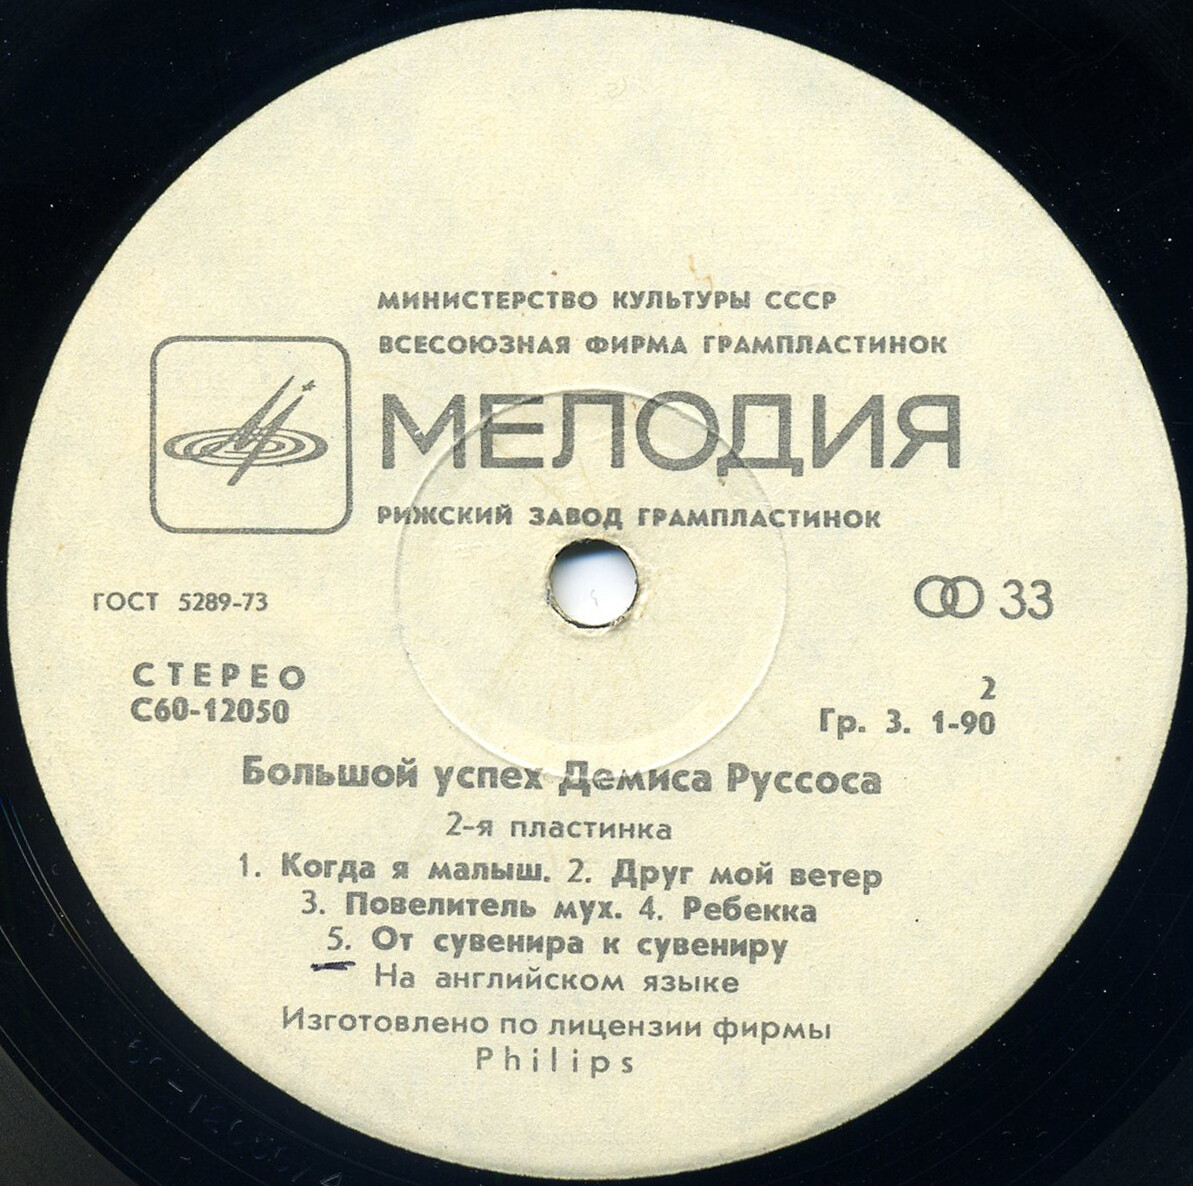 МИНИСТЕРСТВО КУЛЬТУРЫ СССР
ВСЕСОЮЗНАЯ ФИРМА ГРАМПЛАСТИНОК
МЕЛОДИЯ
РИЖСКИЙ ЗАВОД ГРАМПЛАСТИНОК
ГОСТ 5289-73
33
СТЕРЕО
С60-12050
2
Гр. 3. 1-90
Большой успех Демиса Руссоса
2-я пластинка
1. Когда я малыш. 2. Друг мой ветер
3. Повелитель мух. 4. Ребекка
5. От сувенира к сувениру
На английском языке
Изготовлено по лицензии фирмы
Philips